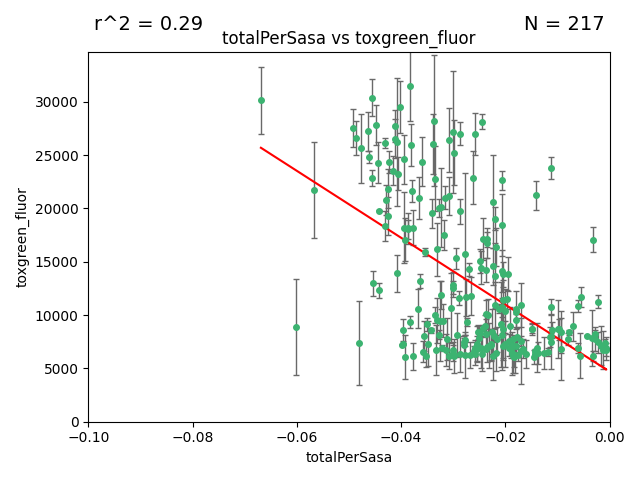 r^2 = 0.29
N = 217
totalPerSasa vs toxgreen_fluor
30000
25000
20000
15000
10000
5000
0
toxgreen_fluor
−0.10
−0.08
−0.06
−0.04
−0.02
0.00
totalPerSasa